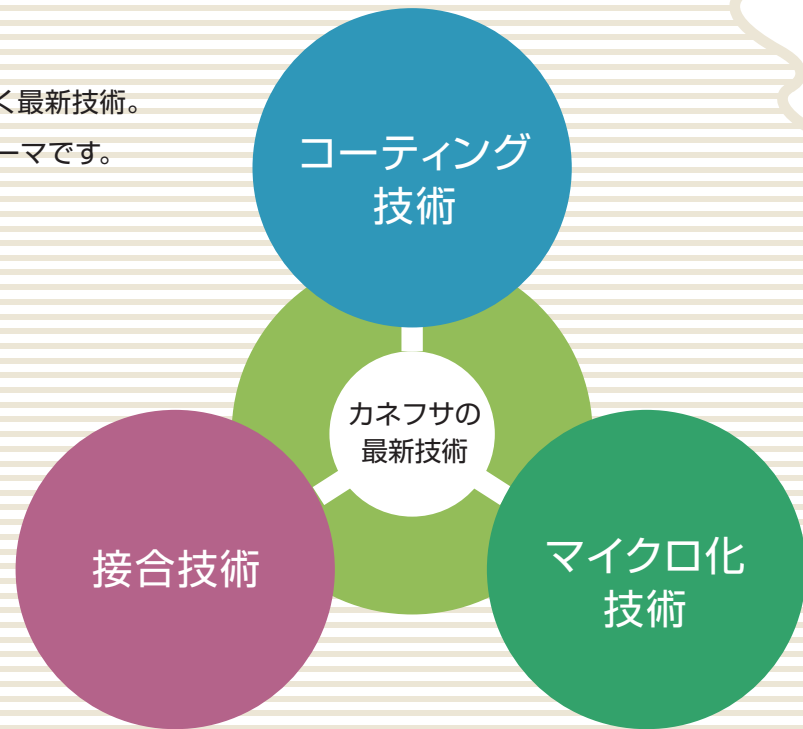 く最新技術。
ーマです。
コーティング
技術
カネフサの
最新技術
接合技術
マイクロ化
技術